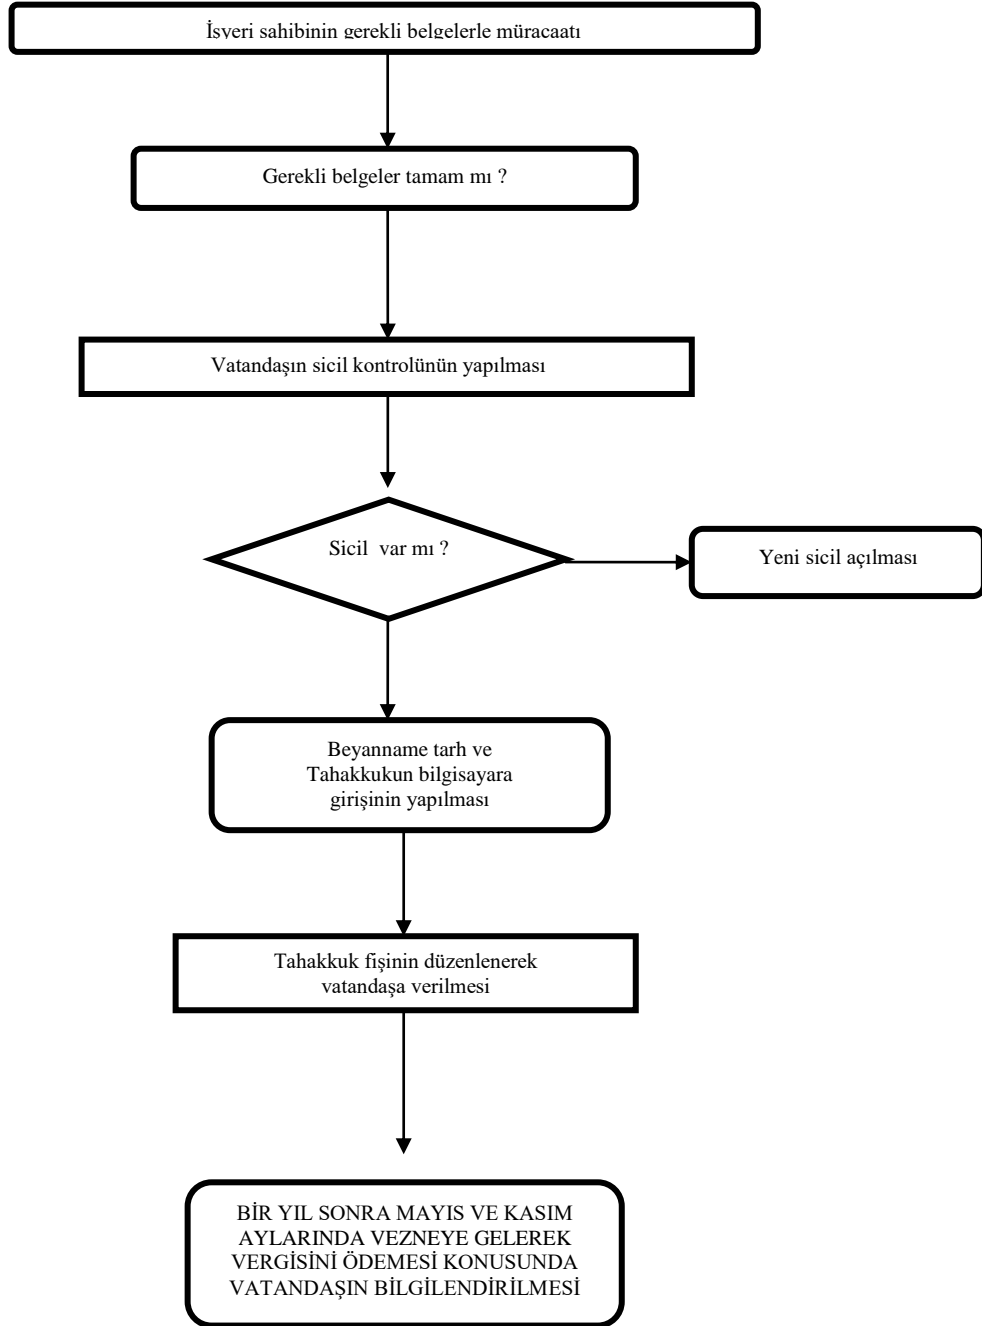 İşyeri sahibinin gerekli belgelerle müracaatı
Gerekli belgeler tamam mı ?
Vatandaşın sicil kontrolünün yapılması
Sicil var mı ?
Yeni sicil açılması
Beyanname tarh ve
Tahakkukun bilgisayara
girişinin yapılması
Tahakkuk fişinin düzenlenerek
vatandaşa verilmesi
BİR YIL SONRA MAYIS VE KASIM
AYLARINDA VEZNEYE GELEREK
VERGİSİNİ ÖDEMESİ KONUSUNDA
VATANDAŞIN BİLGİLENDİRİLMESİ